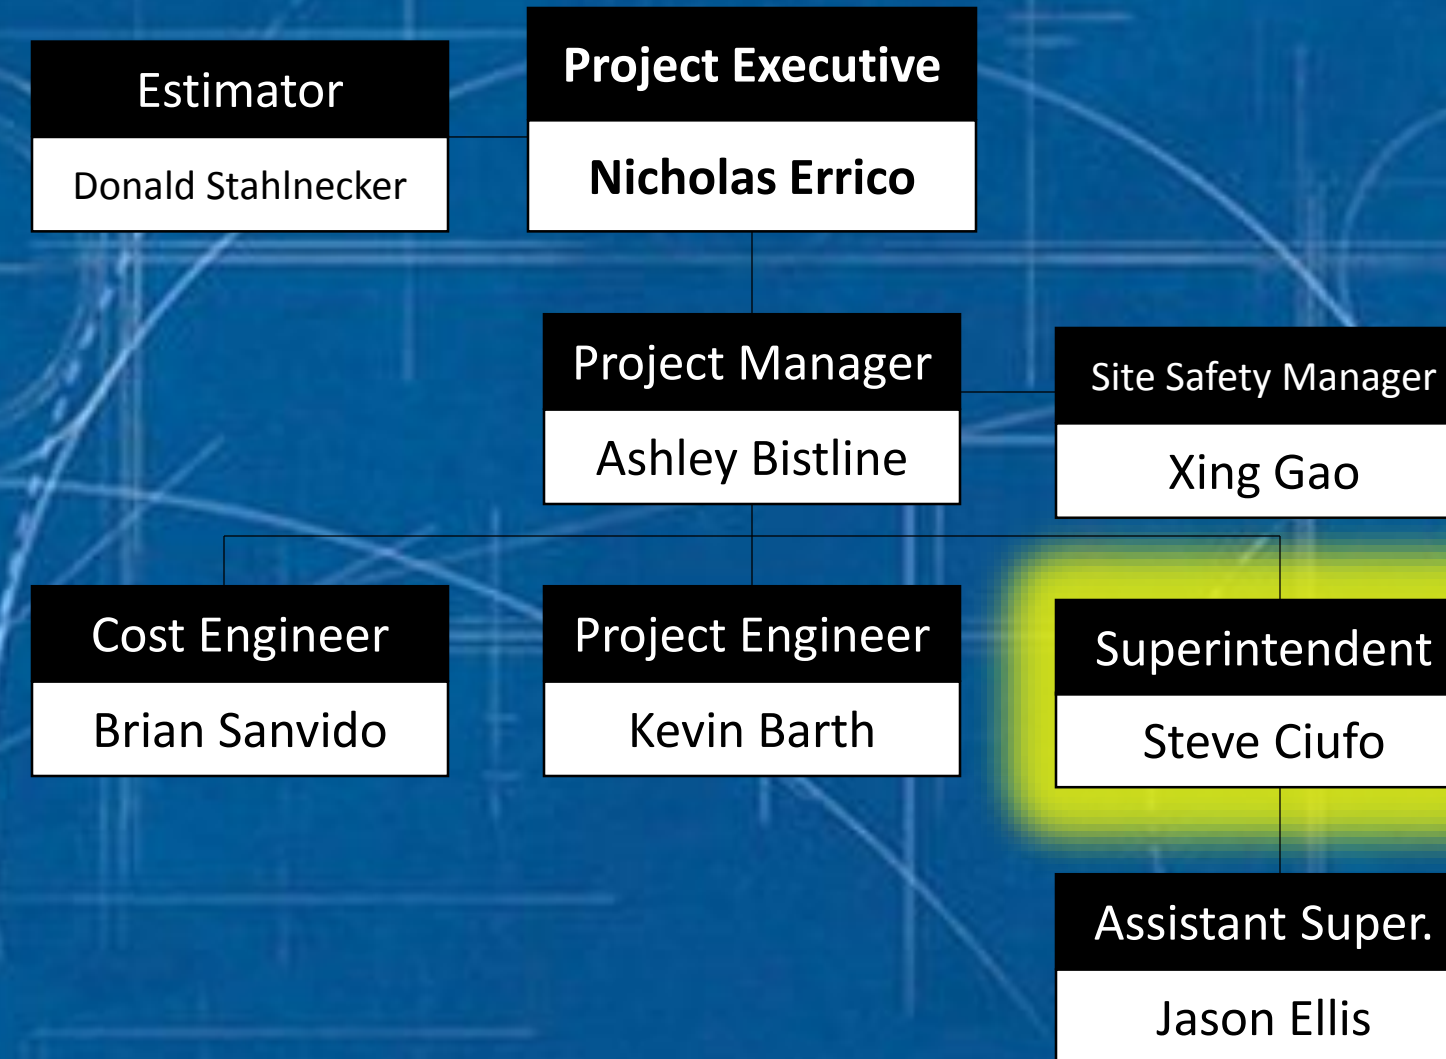 Estimator
Donald Stahlnecker
Project Executive
Nicholas Errico
Project Manager
Ashley Bistline
Site Safety Manager
Xing Gao
Cost Engineer
Brian Sanvido
Project Engineer
Kevin Barth
Superintendent
Steve Ciufo
Assistant Super.
Jason Ellis